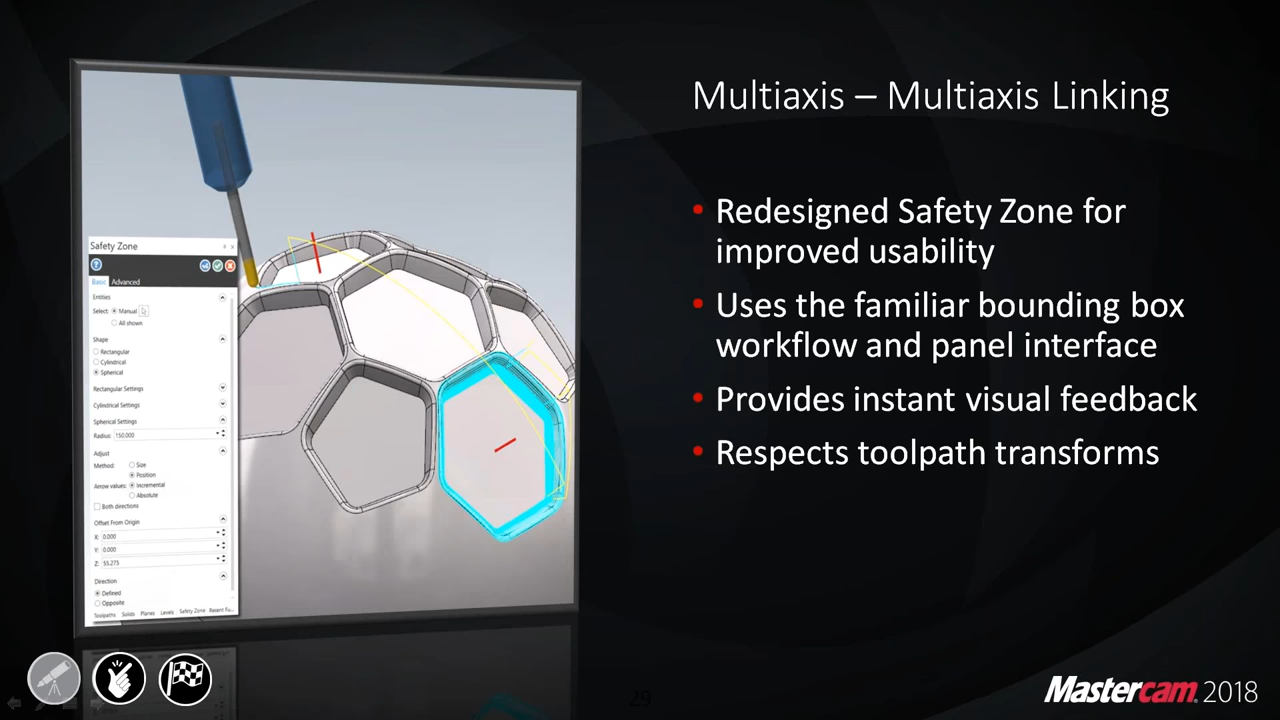 Multiaxis – Multiaxis Linking
• Redesigned Safety Zone for
improved usability
• Uses the familiar bounding box
workflow and panel interface
• Provides instant visual feedback
• Respects toolpath transforms
Safety Zone
Basic Advanced
Entities
Select: Manual
All shown
Shape
Rectangular
Cylindrical
Spherical
Rectangular Settings
Cylindrical Settings
Spherical Settings
Radius: 150.000
Adjust
Method: Size
Position
Arrow values: Incremental
Absolute
Both directions
Offset From Origin
X: 0.000
Y: 0.000
Z: 55.275
Direction
Defined
Opposite
Toolpaths Solids Planes Levels Safety Zone Recent Fu...
29
Mastercam. 2018